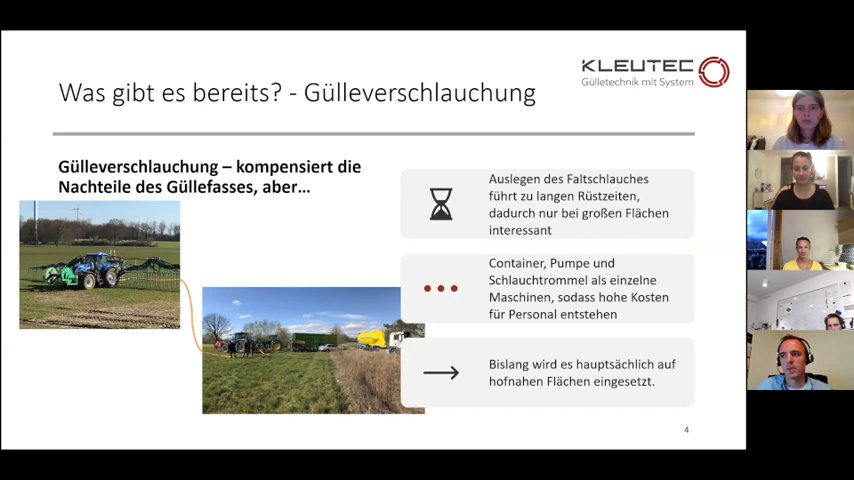 KLEUTEC
Gülletechnik mit System
Was gibt es bereits? - Gülleverschlauchung
Gülleverschlauchung – kompensiert die
Nachteile des Güllefasses, aber...
Auslegen des Faltschlauches
führt zu langen Rüstzeiten,
dadurch nur bei großen Flächen
interessant
Container, Pumpe und
Schlauchtrommel als einzelne
Maschinen, sodass hohe Kosten
für Personal entstehen
Bislang wird es hauptsächlich auf
hofnahen Flächen eingesetzt.
4